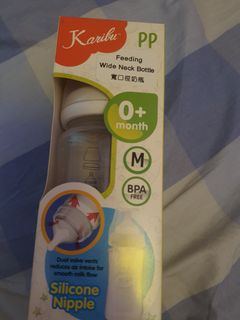 Karibu
PP
Feeding
Wide Neck Bottle
寬口徑奶瓶
0+
month
M
BPA
FREE
Dual valve vents
reduces air intake for
smooth milk flow
Silicone
Nipple